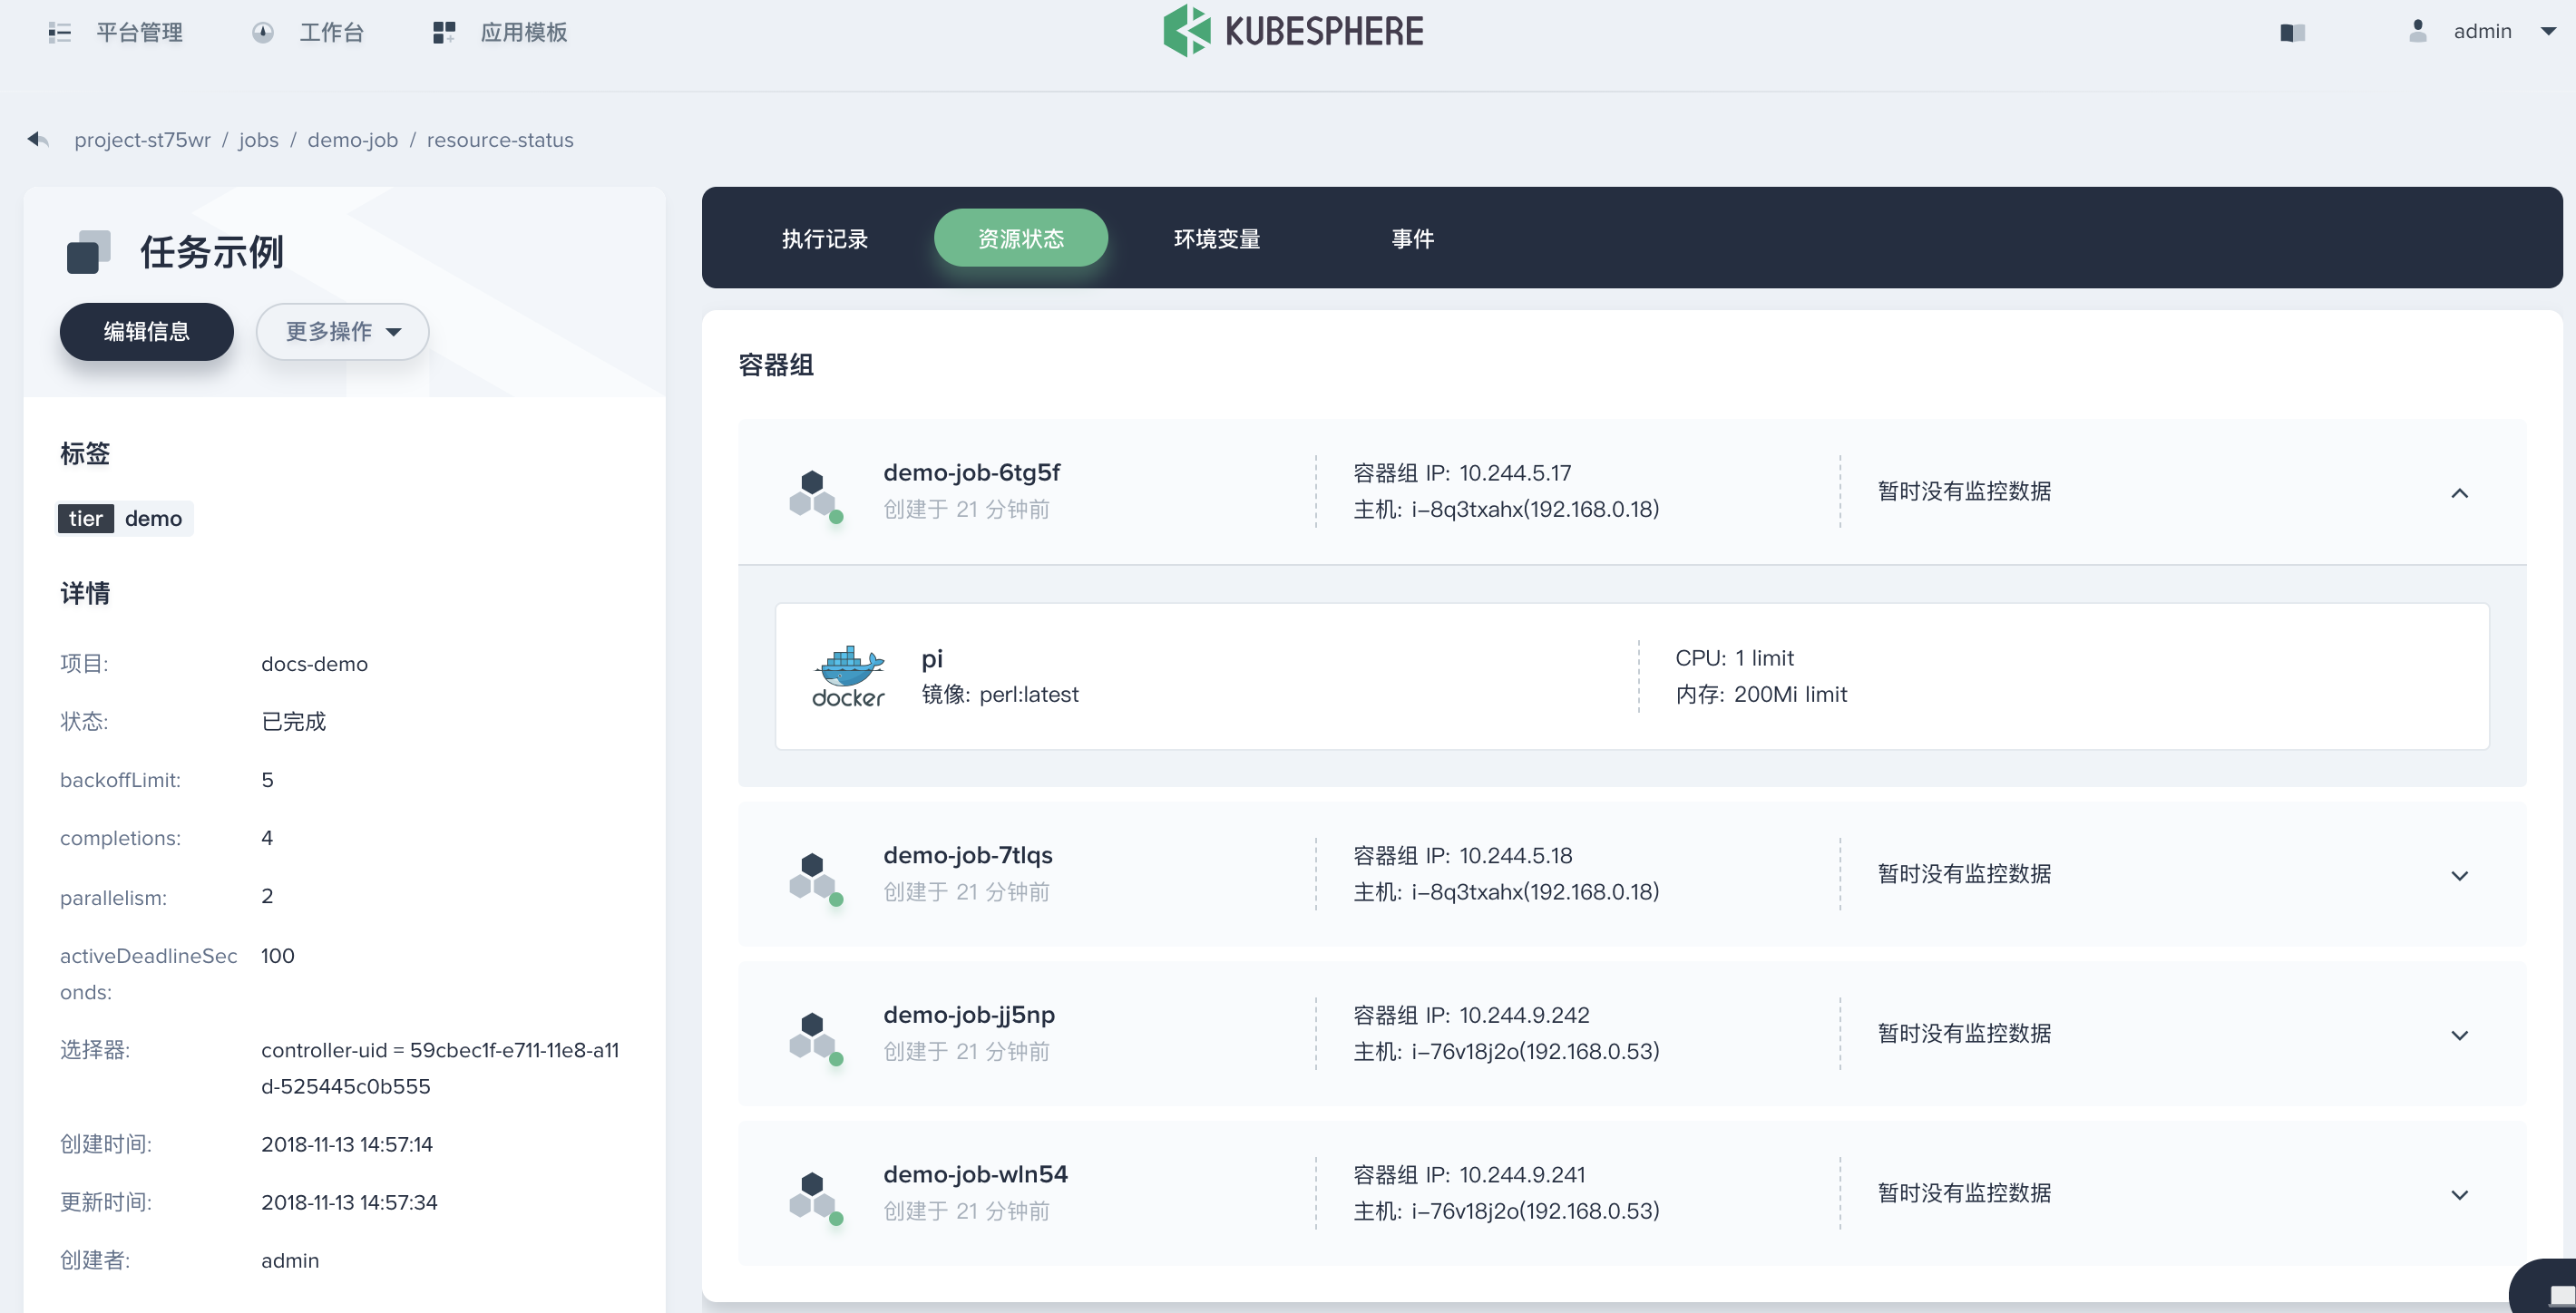 平台管理
工作台
应用模板
KUBESPHERE
admin
project-st75wr / jobs / demo-job / resource-status
任务示例
编辑信息
更多操作
标签
tier demo
详情
项目: docs-demo
状态: 已完成
backoffLimit: 5
completions: 4
parallelism: 2
activeDeadlineSec 100
onds:
选择器: controller-uid = 59cbec1f-e711-11e8-a11
d-525445c0b555
创建时间: 2018-11-13 14:57:14
更新时间: 2018-11-13 14:57:34
创建者: admin
执行记录
资源状态
环境变量
事件
容器组
demo-job-6tg5f
创建于 21 分钟前
容器组 IP: 10.244.5.17
主机: i-8q3txahx(192.168.0.18)
暂时没有监控数据
docker
pi
镜像: perl:latest
CPU: 1 limit
内存: 200Mi limit
demo-job-7tlqs
创建于 21 分钟前
容器组 IP: 10.244.5.18
主机: i-8q3txahx(192.168.0.18)
暂时没有监控数据
demo-job-jj5np
创建于 21 分钟前
容器组 IP: 10.244.9.242
主机: i-76v18j2o(192.168.0.53)
暂时没有监控数据
demo-job-wln54
创建于 21 分钟前
容器组 IP: 10.244.9.241
主机: i-76v18j2o(192.168.0.53)
暂时没有监控数据